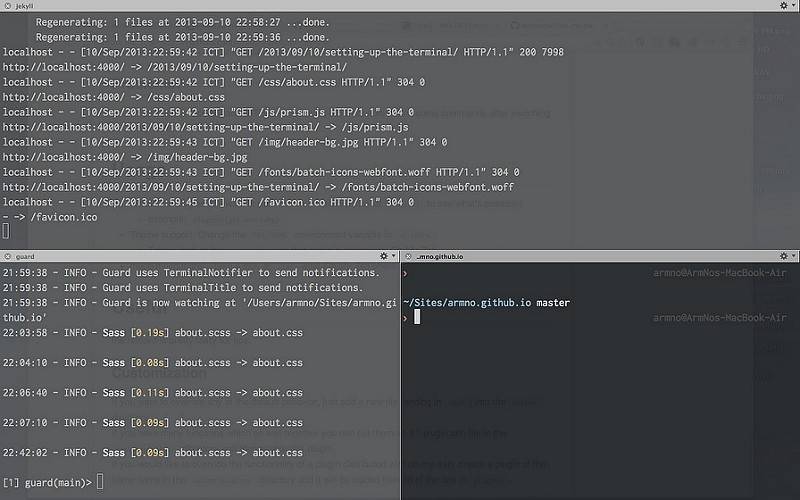 jekyll
Regenerating: 1 files at 2013-09-10 22:58:27 ...done.
Regenerating: 1 files at 2013-09-10 22:59:36 ...done.
localhost - - [10/Sep/2013:22:59:42 ICT] "GET /2013/09/10/setting-up-the-terminal/ HTTP/1.1" 200 7998
http://localhost:4000/ -> /2013/09/10/setting-up-the-terminal/
localhost - - [10/Sep/2013:22:59:42 ICT] "GET /css/about.css HTTP/1.1" 304 0
http://localhost:4000/ -> /css/about.css
localhost - - [10/Sep/2013:22:59:42 ICT] "GET /js/prism.js HTTP/1.1" 304 0
http://localhost:4000/2013/09/10/setting-up-the-terminal/ -> /js/prism.js
localhost - - [10/Sep/2013:22:59:43 ICT] "GET /img/header-bg.jpg HTTP/1.1" 304 0
http://localhost:4000/ -> /img/header-bg.jpg
localhost - - [10/Sep/2013:22:59:43 ICT] "GET /fonts/batch-icons-webfont.woff HTTP/1.1" 304 0
http://localhost:4000/2013/09/10/setting-up-the-terminal/ -> /fonts/batch-icons-webfont.woff
localhost - - [10/Sep/2013:22:59:45 ICT] "GET /favicon.ico HTTP/1.1" 304 0
- -> /favicon.ico
guard
21:59:38 - INFO - Guard uses TerminalNotifier to send notifications.
21:59:38 - INFO - Guard uses TerminalTitle to send notifications.
21:59:38 - INFO - Guard is now watching at '/Users/armno/Sites/armno.gi
thub.io'
22:03:58 - INFO - Sass [0.19s] about.scss -> about.css
22:04:10 - INFO - Sass [0.08s] about.scss -> about.css
22:06:40 - INFO - Sass [0.11s] about.scss -> about.css
22:07:10 - INFO - Sass [0.09s] about.scss -> about.css
22:42:02 - INFO - Sass [0.09s] about.scss -> about.css
[1] guard(main)>
…mno.github.io
› armno@ArmNos-MacBook-Air
~/Sites/armno.github.io master
› armno@ArmNos-MacBook-Air
Customization